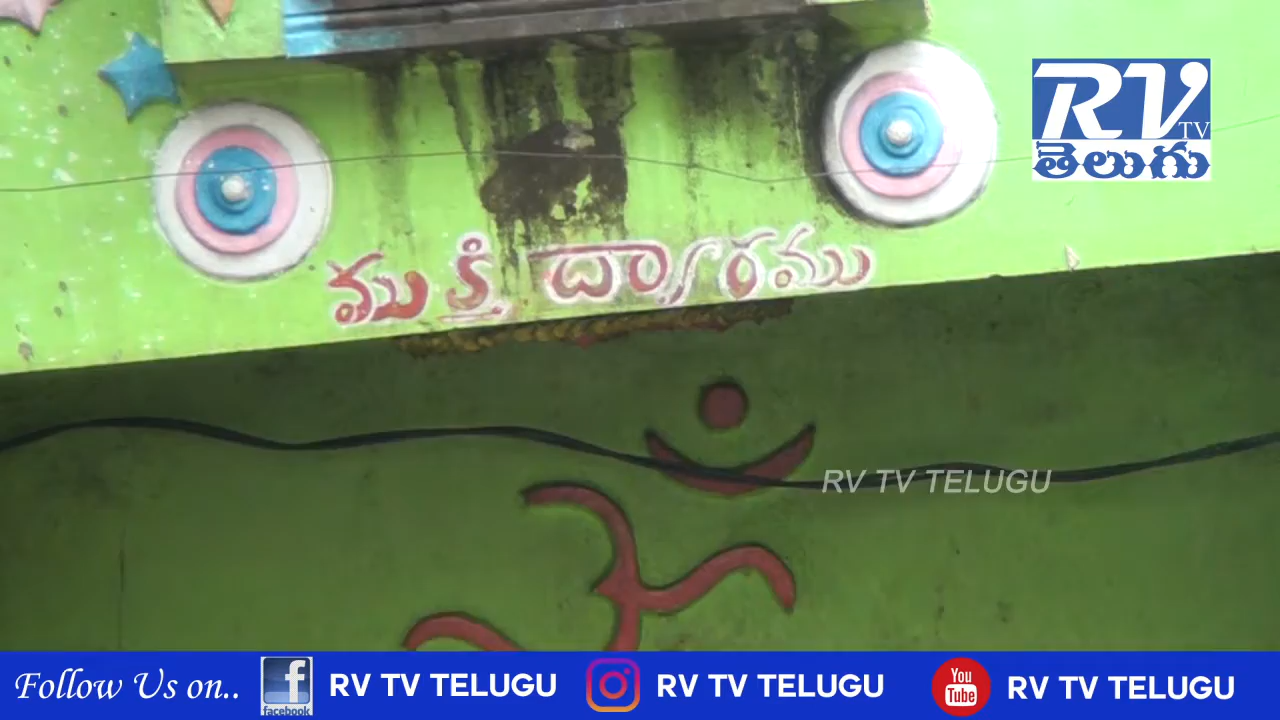 RV
TV
తెలుగు
ముక్తి ద్వారము
ॐ
RV TV TELUGU
Follow Us on.. facebook RV TV TELUGU RV TV TELUGU You Tube RV TV TELUGU